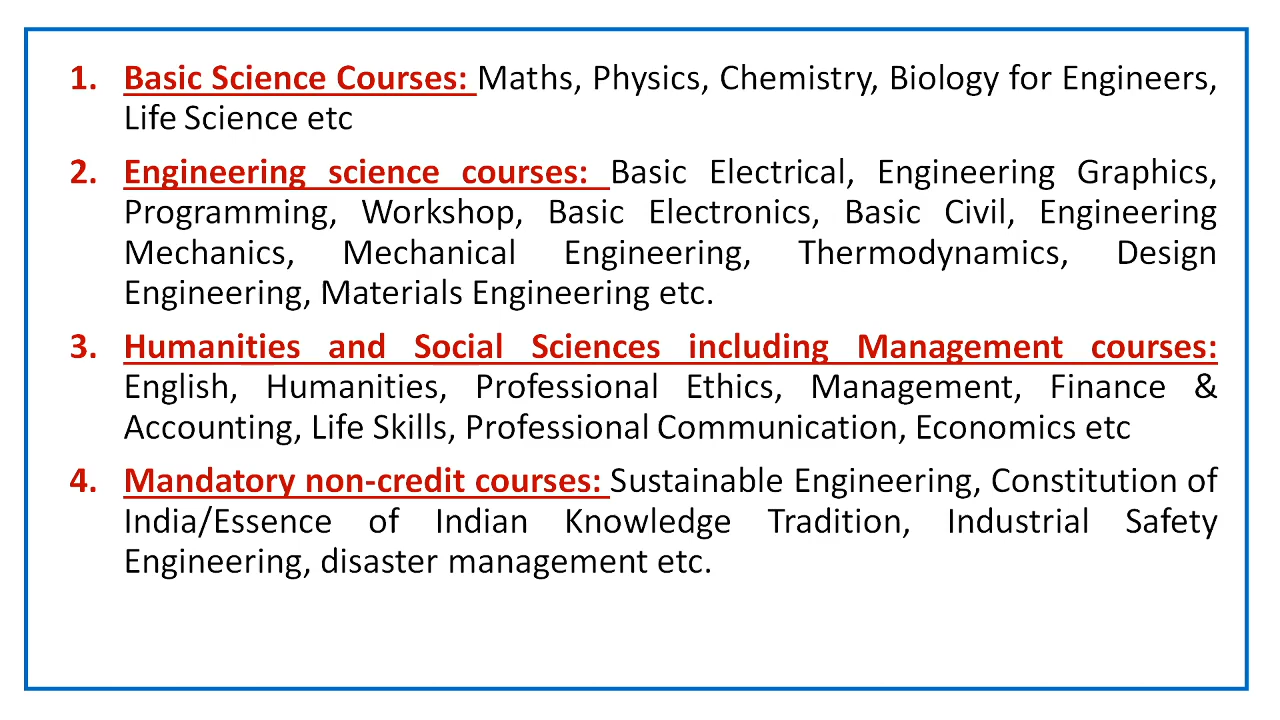 1. Basic Science Courses: Maths, Physics, Chemistry, Biology for Engineers,
Life Science etc
2. Engineering science courses: Basic Electrical, Engineering Graphics,
Programming, Workshop, Basic Electronics, Basic Civil, Engineering
Mechanics, Mechanical Engineering, Thermodynamics, Design
Engineering, Materials Engineering etc.
3. Humanities and Social Sciences including Management courses:
English, Humanities, Professional Ethics, Management, Finance &
Accounting, Life Skills, Professional Communication, Economics etc
4. Mandatory non-credit courses: Sustainable Engineering, Constitution of
India/Essence of Indian Knowledge Tradition, Industrial Safety
Engineering, disaster management etc.